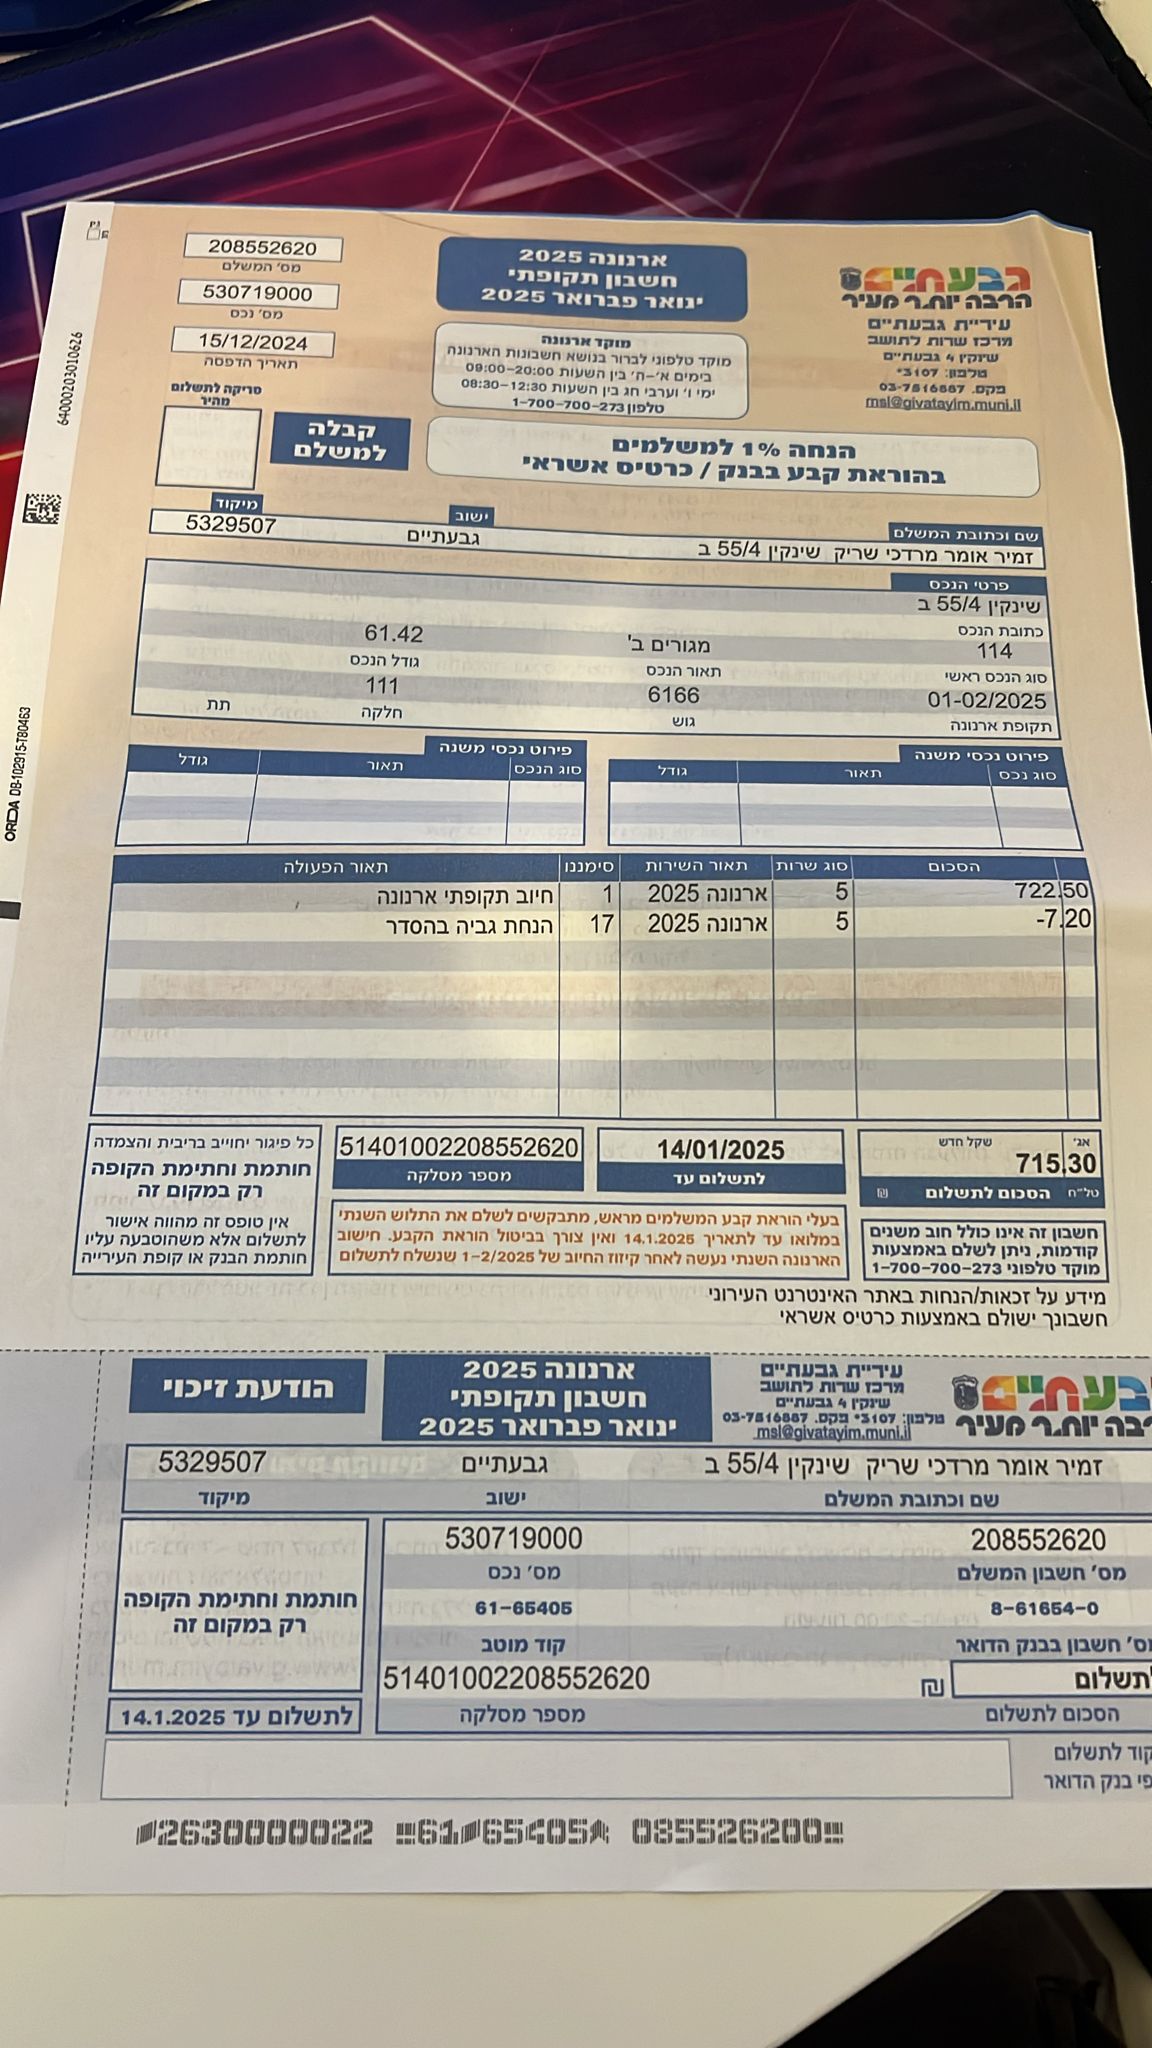 גבעתיים
הרבה יותר מעיר
עיריית גבעתיים
מרכז שרות לתושב
שינקין 4 גבעתיים
טלפון: 3107*
פקס. 03-7516887
msl@givatayim.muni.il
ארנונה 2025
חשבון תקופתי
ינואר פברואר 2025
208552620
מס' המשלם
530719000
מס' נכס
15/12/2024
תאריך הדפסה
מוקד ארנונה
מוקד טלפוני לברור בנושא חשבונות הארנונה
בימים א'-ה' בין השעות 09:00-20:00
ימי ו' וערבי חג בין השעות 08:30-12:30
טלפון 1-700-700-273
סריקה לתשלום
מהיר
קבלה
למשלם
הנחה 1% למשלמים
בהוראת קבע בבנק / כרטיס אשראי
שם וכתובת המשלם ישוב מיקוד
זמיר אומר מרדכי שריק שינקין 55/4 ב גבעתיים 5329507
פרטי הנכס
שינקין 55/4 ב
כתובת הנכס
114 מגורים ב' 61.42
סוג הנכס ראשי תאור הנכס גודל הנכס
01-02/2025 6166 111
תקופת ארנונה גוש חלקה תת
פירוט נכסי משנה פירוט נכסי משנה
סוג נכס תאור גודל סוג הנכס תאור גודל
הסכום סוג שרות תאור השירות סימננו תאור הפעולה
722.50 5 ארנונה 2025 1 חיוב תקופתי ארנונה
-7.20 5 ארנונה 2025 17 הנחת גביה בהסדר
שקל חדש אג'
715.30
הסכום לתשלום ₪ טל"ח
14/01/2025
לתשלום עד
51401002208552620
מספר מסלקה
כל פיגור יחוייב בריבית והצמדה
חותמת וחתימת הקופה
רק במקום זה
אין טופס זה מהווה אישור
לתשלום אלא משהוטבעה עליו
חותמת הבנק או קופת העירייה
חשבון זה אינו כולל חוב משנים
קודמות, ניתן לשלם באמצעות
מוקד טלפוני 1-700-700-273
בעלי הוראת קבע המשלמים מראש, מתבקשים לשלם את התלוש השנתי
במלואו עד לתאריך 14.1.2025 ואין צורך בביטול הוראת הקבע. חישוב
הארנונה השנתי נעשה לאחר קיזוז החיוב של 1-2/2025 שנשלח לתשלום
מידע על זכאות/הנחות באתר האינטרנט העירוני
חשבונך ישולם באמצעות כרטיס אשראי
64000203010626
ORDA DB-102915-T80463
בעתיים
רבה יותר מעיר
עיריית גבעתיים
מרכז שרות לתושב
שינקין 4 גבעתיים
טלפון: 3107* פקס. 03-7516887
msl@givatayim.muni.il
ארנונה 2025
חשבון תקופתי
ינואר פברואר 2025
הודעת זיכוי
זמיר אומר מרדכי שריק שינקין 55/4 ב גבעתיים 5329507
שם וכתובת המשלם ישוב מיקוד
208552620 530719000
מס' חשבון המשלם מס' נכס
8-61654-0 61-65405
מס' חשבון בבנק הדואר קוד מוטב
לתשלום ₪ 51401002208552620
הסכום לתשלום מספר מסלקה
חותמת וחתימת הקופה
רק במקום זה
לתשלום עד 14.1.2025
קוד לתשלום
פי בנק הדואר
2630000022 61 65405 085526200